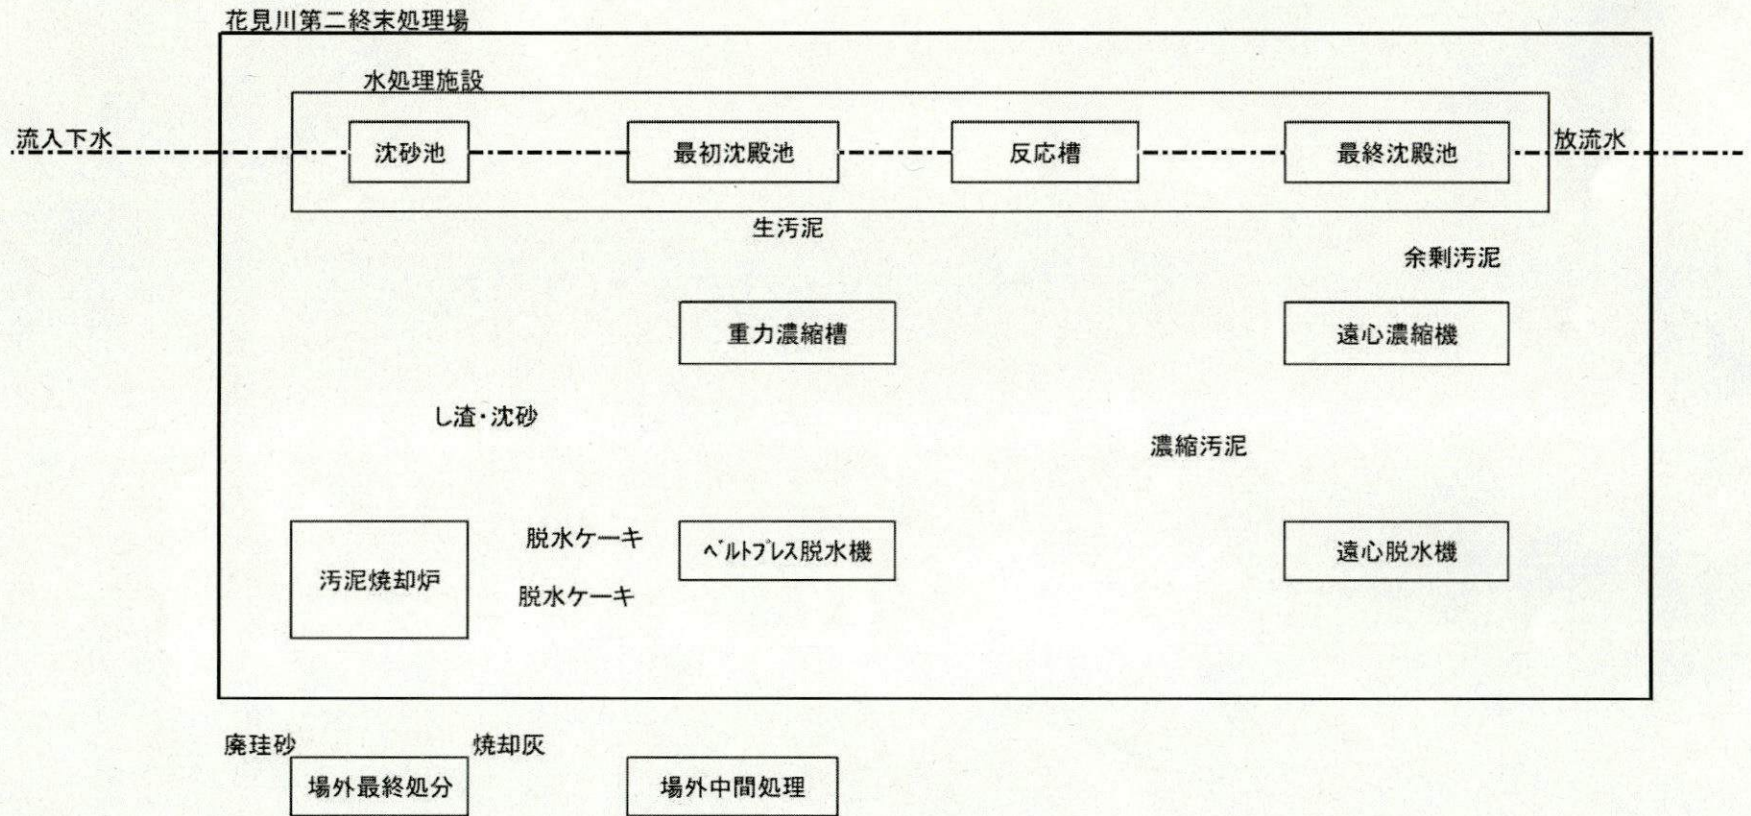 花見川第二終末処理場
水処理施設
流入下水
沈砂池
最初沈殿池
反応槽
最終沈殿池
放流水
生汚泥
余剰汚泥
重力濃縮槽
遠心濃縮機
し渣・沈砂
濃縮汚泥
脱水ケーキ
ベルトプレス脱水機
遠心脱水機
汚泥焼却炉
脱水ケーキ
廃珪砂
焼却灰
場外最終処分
場外中間処理